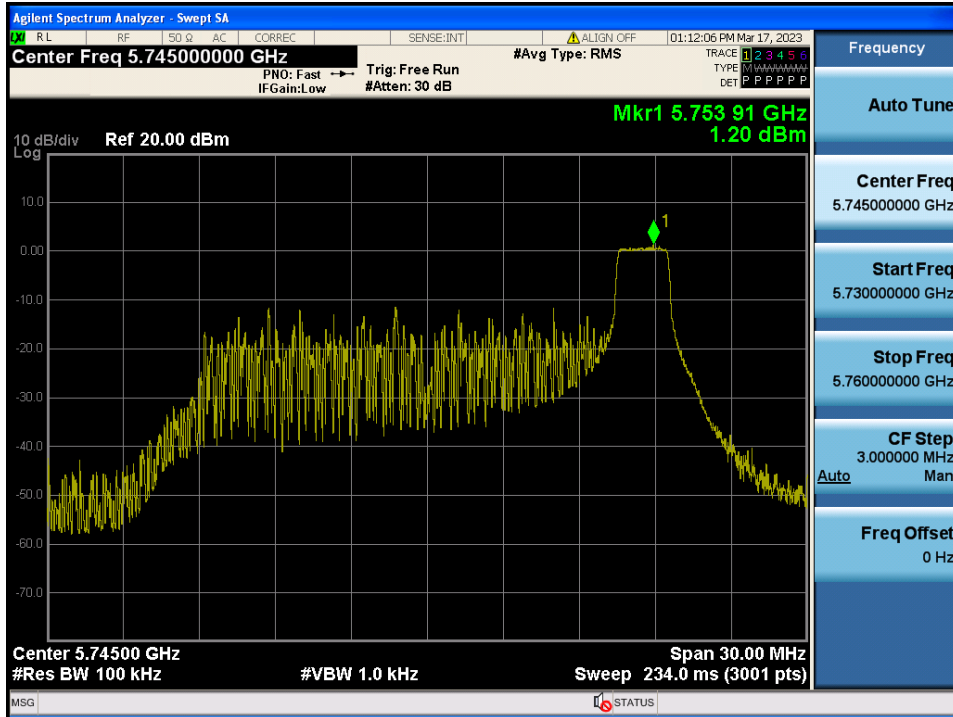 Agilent Spectrum Analyzer - Swept SA
LXI RL RF 50 Ω AC CORREC SENSE:INT ALIGN OFF 01:12:06 PM Mar 17, 2023
Center Freq 5.745000000 GHz
PNO: Fast
IFGain:Low
Trig: Free Run
#Atten: 30 dB
#Avg Type: RMS
TRACE 1 2 3 4 5 6
TYPE M WWWWW
DET P P P P P P
Mkr1 5.753 91 GHz
1.20 dBm
10 dB/div Ref 20.00 dBm
Log
1
10.0
0.00
-10.0
-20.0
-30.0
-40.0
-50.0
-60.0
-70.0
Center 5.74500 GHz Span 30.00 MHz
#Res BW 100 kHz #VBW 1.0 kHz Sweep 234.0 ms (3001 pts)
MSG STATUS
Frequency
Auto Tune
Center Freq
5.745000000 GHz
Start Freq
5.730000000 GHz
Stop Freq
5.760000000 GHz
CF Step
3.000000 MHz
Auto Man
Freq Offset
0 Hz